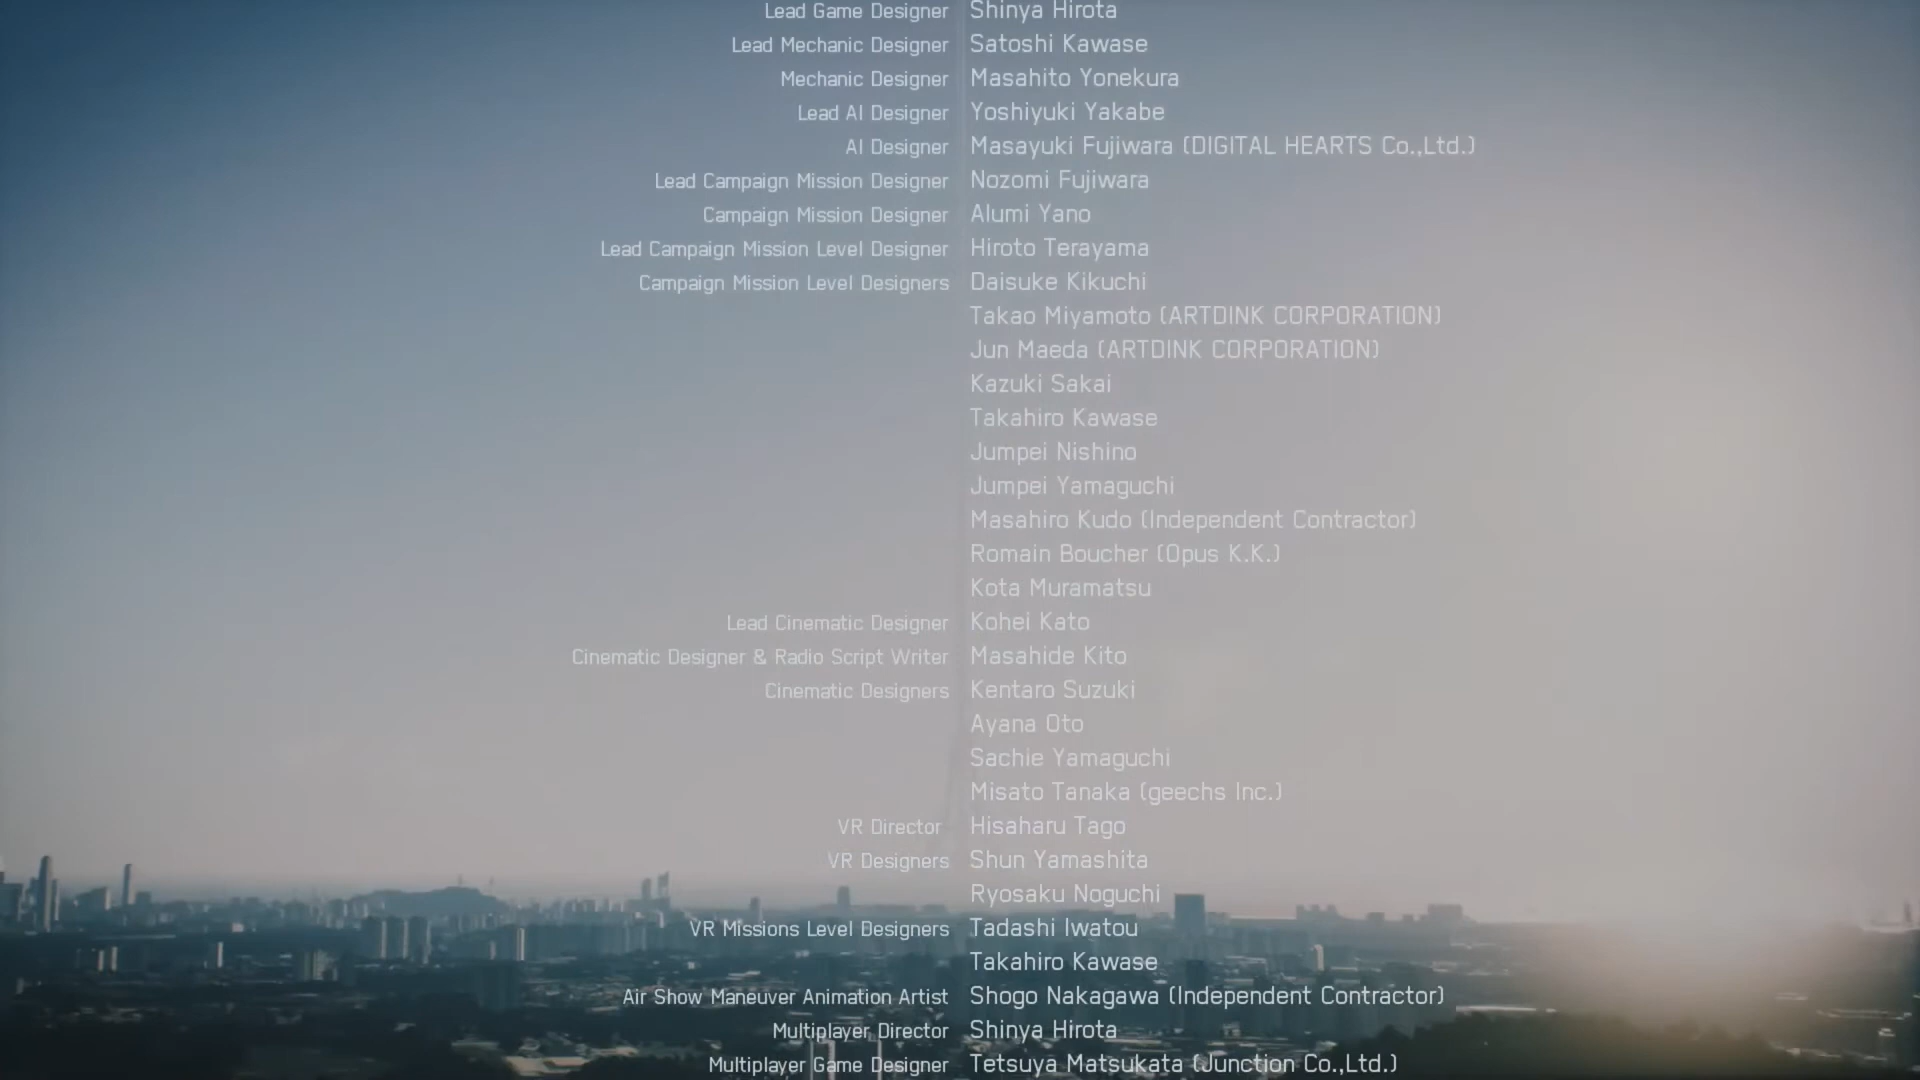 Lead Game Designer Shinya Hirota
Lead Mechanic Designer Satoshi Kawase
Mechanic Designer Masahito Yonekura
Lead AI Designer Yoshiyuki Yakabe
AI Designer Masayuki Fujiwara (DIGITAL HEARTS Co.,Ltd.)
Lead Campaign Mission Designer Nozomi Fujiwara
Campaign Mission Designer Alumi Yano
Lead Campaign Mission Level Designer Hiroto Terayama
Campaign Mission Level Designers Daisuke Kikuchi
Takao Miyamoto (ARTDINK CORPORATION)
Jun Maeda (ARTDINK CORPORATION)
Kazuki Sakai
Takahiro Kawase
Jumpei Nishino
Jumpei Yamaguchi
Masahiro Kudo (Independent Contractor)
Romain Boucher (Opus K.K.)
Kota Muramatsu
Lead Cinematic Designer Kohei Kato
Cinematic Designer & Radio Script Writer Masahide Kito
Cinematic Designers Kentaro Suzuki
Ayana Oto
Sachie Yamaguchi
Misato Tanaka (geechs Inc.)
VR Director Hisaharu Tago
VR Designers Shun Yamashita
Ryosaku Noguchi
VR Missions Level Designers Tadashi Iwatou
Takahiro Kawase
Air Show Maneuver Animation Artist Shogo Nakagawa (Independent Contractor)
Multiplayer Director Shinya Hirota
Multiplayer Game Designer Tetsuya Matsukata (Junction Co.,Ltd.)